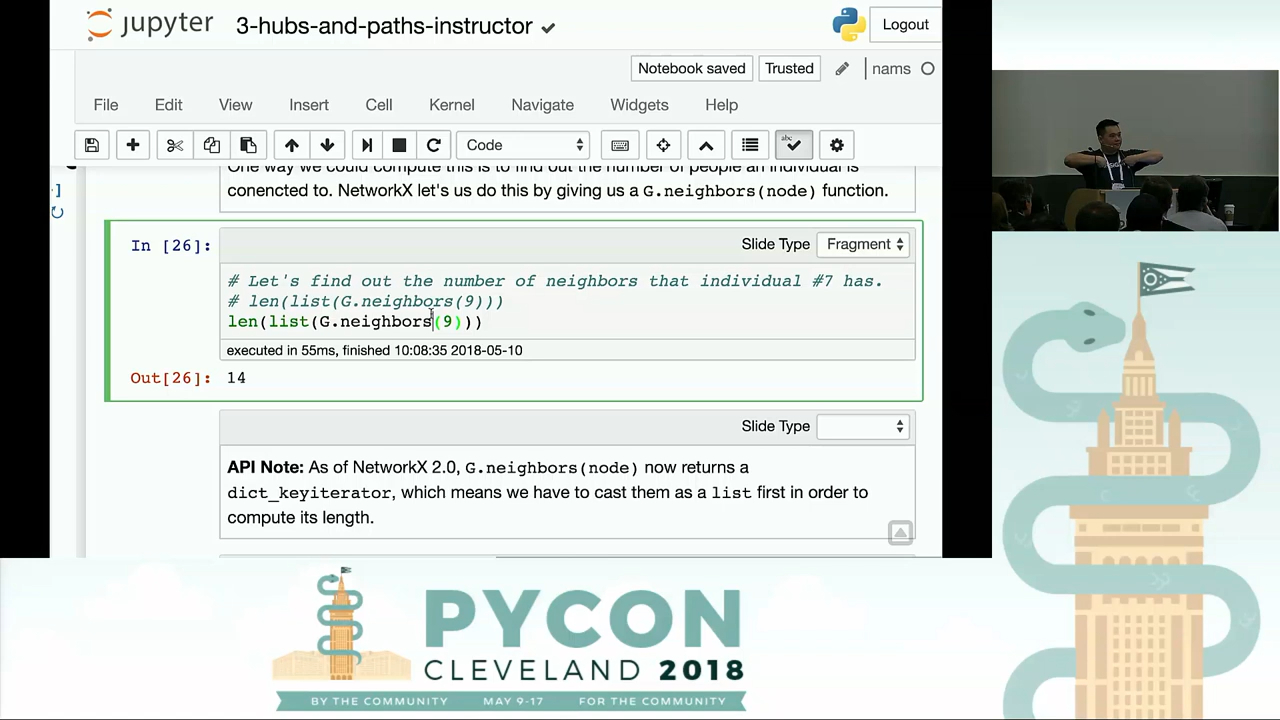 jupyter 3-hubs-and-paths-instructor Logout
Notebook saved Trusted nams
File Edit View Insert Cell Kernel Navigate Widgets Help
Code
One way we could compute this is to find out the number of people an individual is
conencted to. NetworkX let's us do this by giving us a G.neighbors(node) function.
In [26]:
Slide Type Fragment
# Let's find out the number of neighbors that individual #7 has.
# len(list(G.neighbors(9)))
len(list(G.neighbors(9)))
executed in 55ms, finished 10:08:35 2018-05-10
Out[26]: 14
Slide Type
API Note: As of NetworkX 2.0, G.neighbors(node) now returns a
dict_keyiterator, which means we have to cast them as a list first in order to
compute its length.
PYCON
CLEVELAND 2018
BY THE COMMUNITY MAY 9-17 FOR THE COMMUNITY